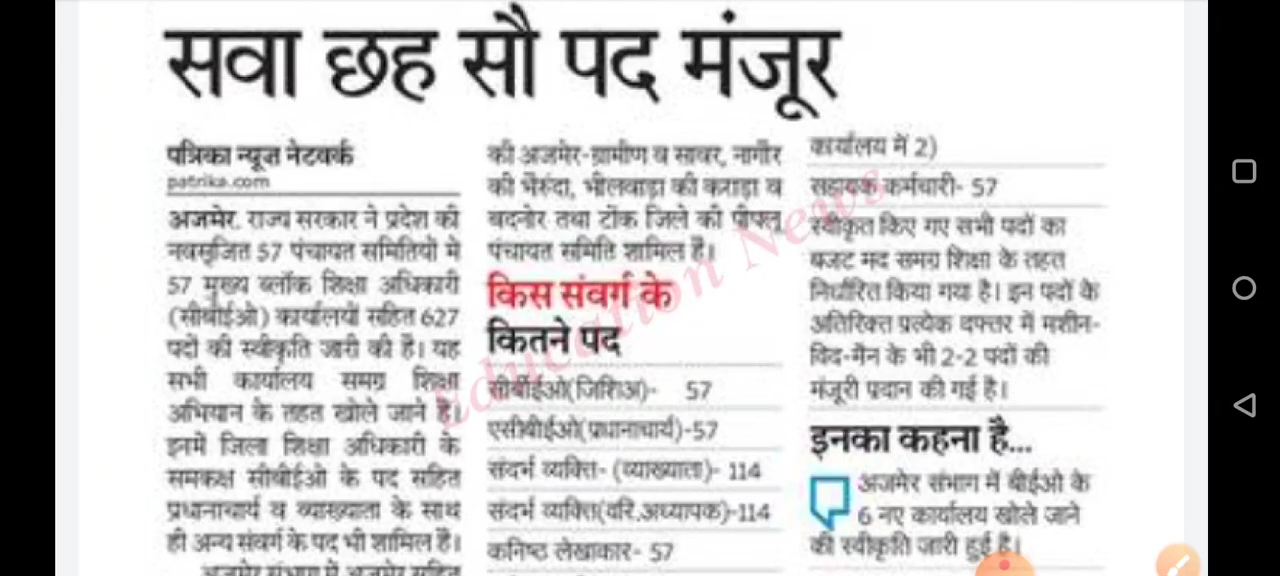 सवा छह सौ पद मंजूर
पत्रिका न्यूज नेटवर्क
patrika.com
अजमेर. राज्य सरकार ने प्रदेश की
नवसृजित 57 पंचायत समितियों में
57 मुख्य ब्लॉक शिक्षा अधिकारी
(सीबीईओ) कार्यालयों सहित 627
पदों की स्वीकृति जारी की है। यह
सभी कार्यालय समग्र शिक्षा
अभियान के तहत खोले जाने है।
इनमें जिला शिक्षा अधिकारी के
समकक्ष सीबीईओ के पद सहित
प्रधानाचार्य व व्याख्याता के साथ
ही अन्य संवर्ग के पद भी शामिल है।
अजमेर संभाग में अजमेर सहित
की अजमेर-ग्रामीण व सावर, नागौर
की भैरुंदा, भीलवाड़ा की कराड़ा व
बदनोर तथा टोंक जिले की पीपलू
पंचायत समिति शामिल है।
किस संवर्ग के
कितने पद
सीबीईओ(जिशिअ)- 57
एसीबीईओ(प्रधानाचार्य)-57
संदर्भ व्यक्ति- (व्याख्याता)- 114
संदर्भ व्यक्ति(वरि.अध्यापक)-114
कनिष्ठ लेखाकार- 57
कार्यालय में 2)
सहायक कर्मचारी- 57
स्वीकृत किए गए सभी पदों का
बजट मद समग्र शिक्षा के तहत
निर्धारित किया गया है। इन पदों के
अतिरिक्त प्रत्येक दफ्तर में मशीन-
विद-मैन के भी 2-2 पदों की
मंजूरी प्रदान की गई है।
इनका कहना है...
अजमेर संभाग में बीईओ के
6 नए कार्यालय खोले जाने
की स्वीकृति जारी हुई है।
Education News